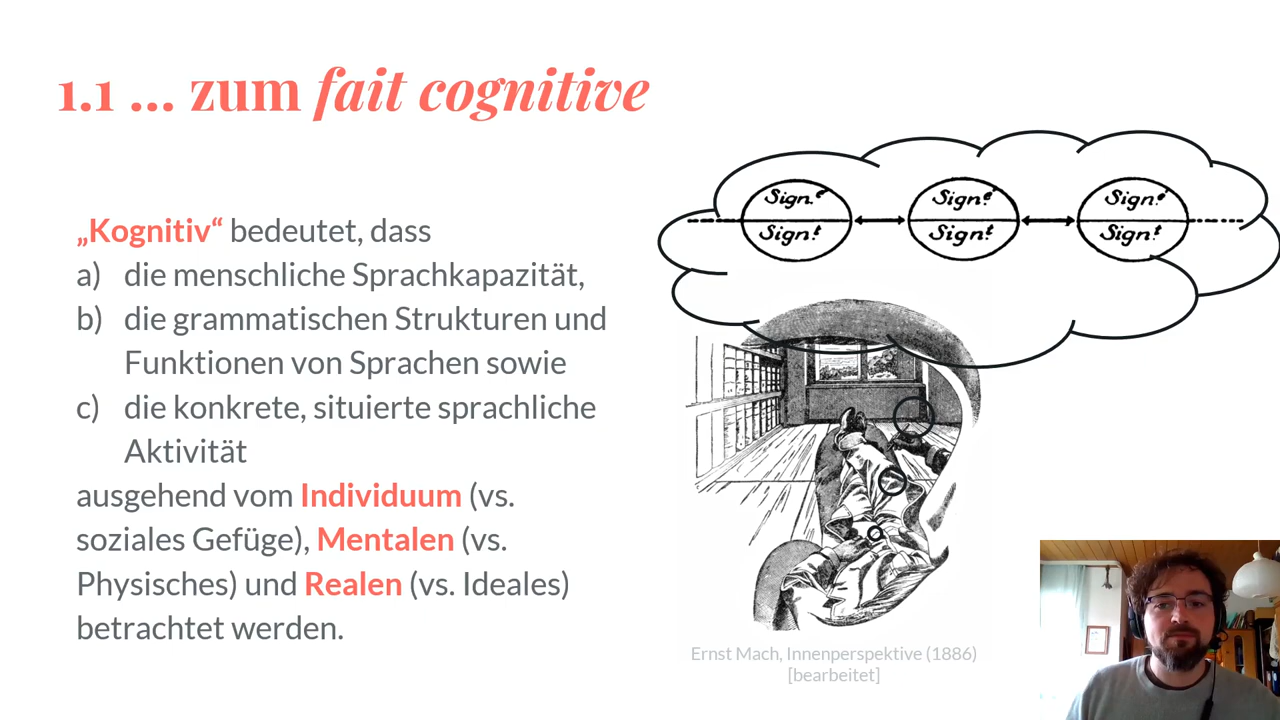 1.1 ... zum fait cognitive
„Kognitiv“ bedeutet, dass
a) die menschliche Sprachkapazität,
b) die grammatischen Strukturen und
Funktionen von Sprachen sowie
c) die konkrete, situierte sprachliche
Aktivität
ausgehend vom Individuum (vs.
soziales Gefüge), Mentalen (vs.
Physisches) und Realen (vs. Ideales)
betrachtet werden.
Sign.e Sign.e Sign.e
Sign.t Sign.t Sign.t
Ernst Mach, Innenperspektive (1886)
[bearbeitet]